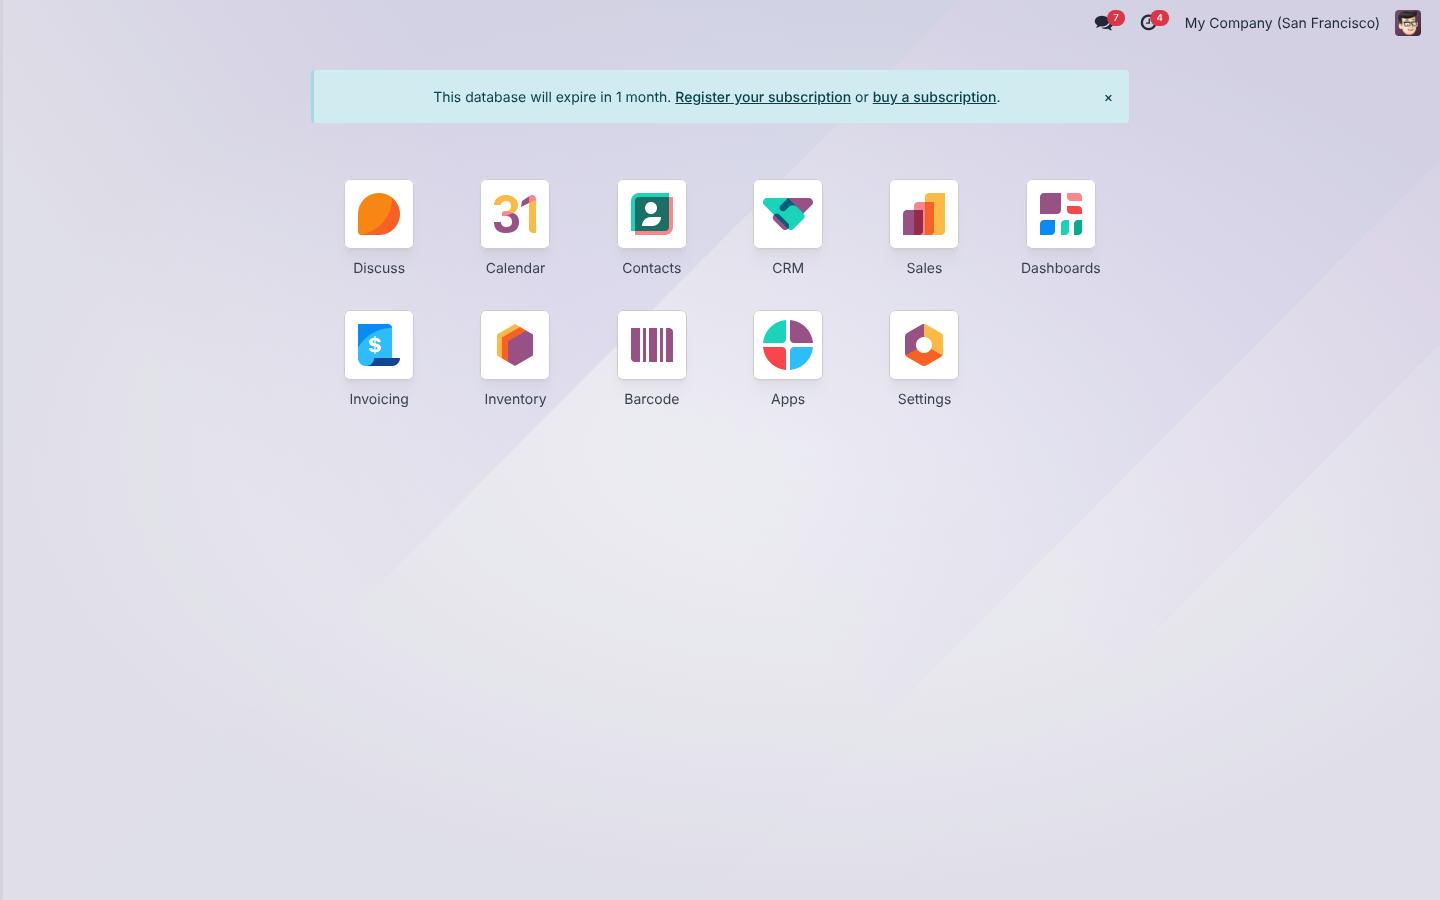 7
4
My Company (San Francisco)
This database will expire in 1 month. Register your subscription or buy a subscription.
×
31
Discuss
Calendar
Contacts
CRM
Sales
Dashboards
$
Invoicing
Inventory
Barcode
Apps
Settings